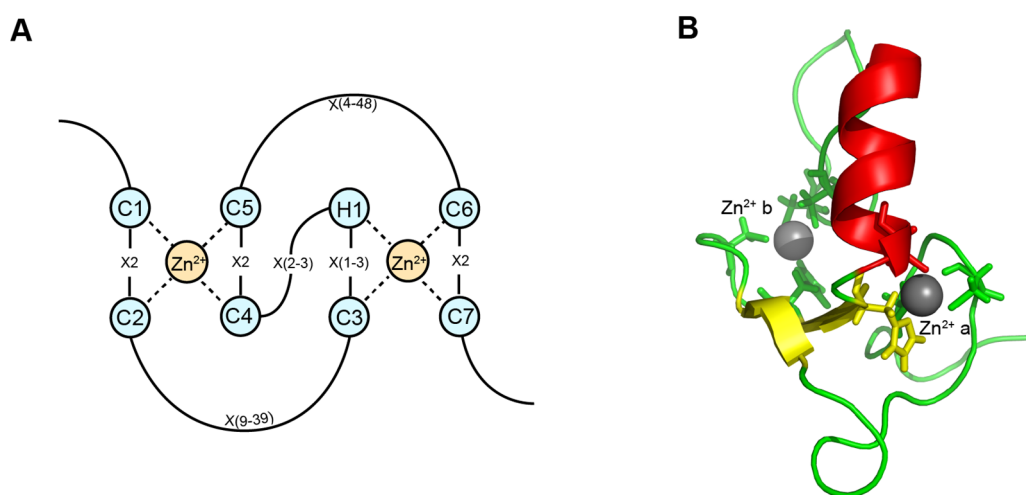 A
B
X(4-48)
C1
C5
H1
C6
X2
Zn2+
X2
X(2-3)
X(1-3)
Zn2+
X2
C2
C4
C3
C7
X(9-39)
Zn2+ b
Zn2+ a